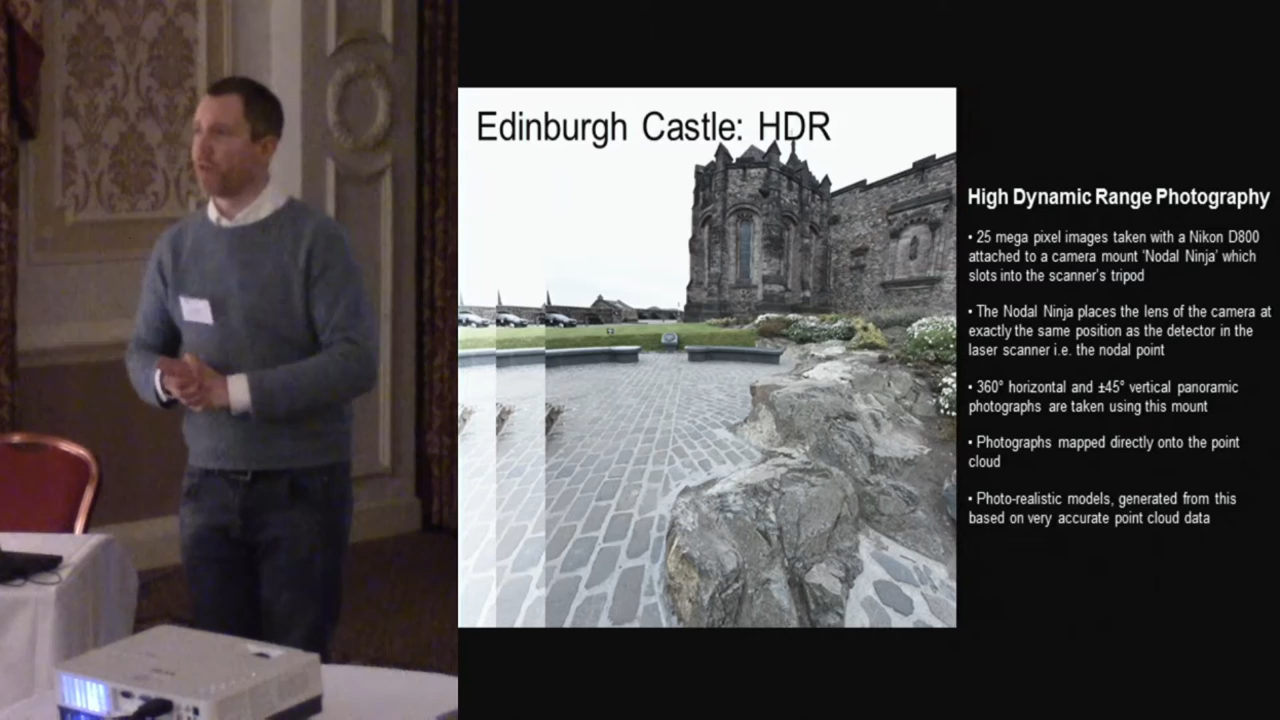 Edinburgh Castle: HDR
High Dynamic Range Photography
• 25 mega pixel images taken with a Nikon D800
attached to a camera mount ‘Nodal Ninja’ which
slots into the scanner’s tripod
• The Nodal Ninja places the lens of the camera at
exactly the same position as the detector in the
laser scanner i.e. the nodal point
• 360° horizontal and ±45° vertical panoramic
photographs are taken using this mount
• Photographs mapped directly onto the point
cloud
• Photo-realistic models, generated from this
based on very accurate point cloud data